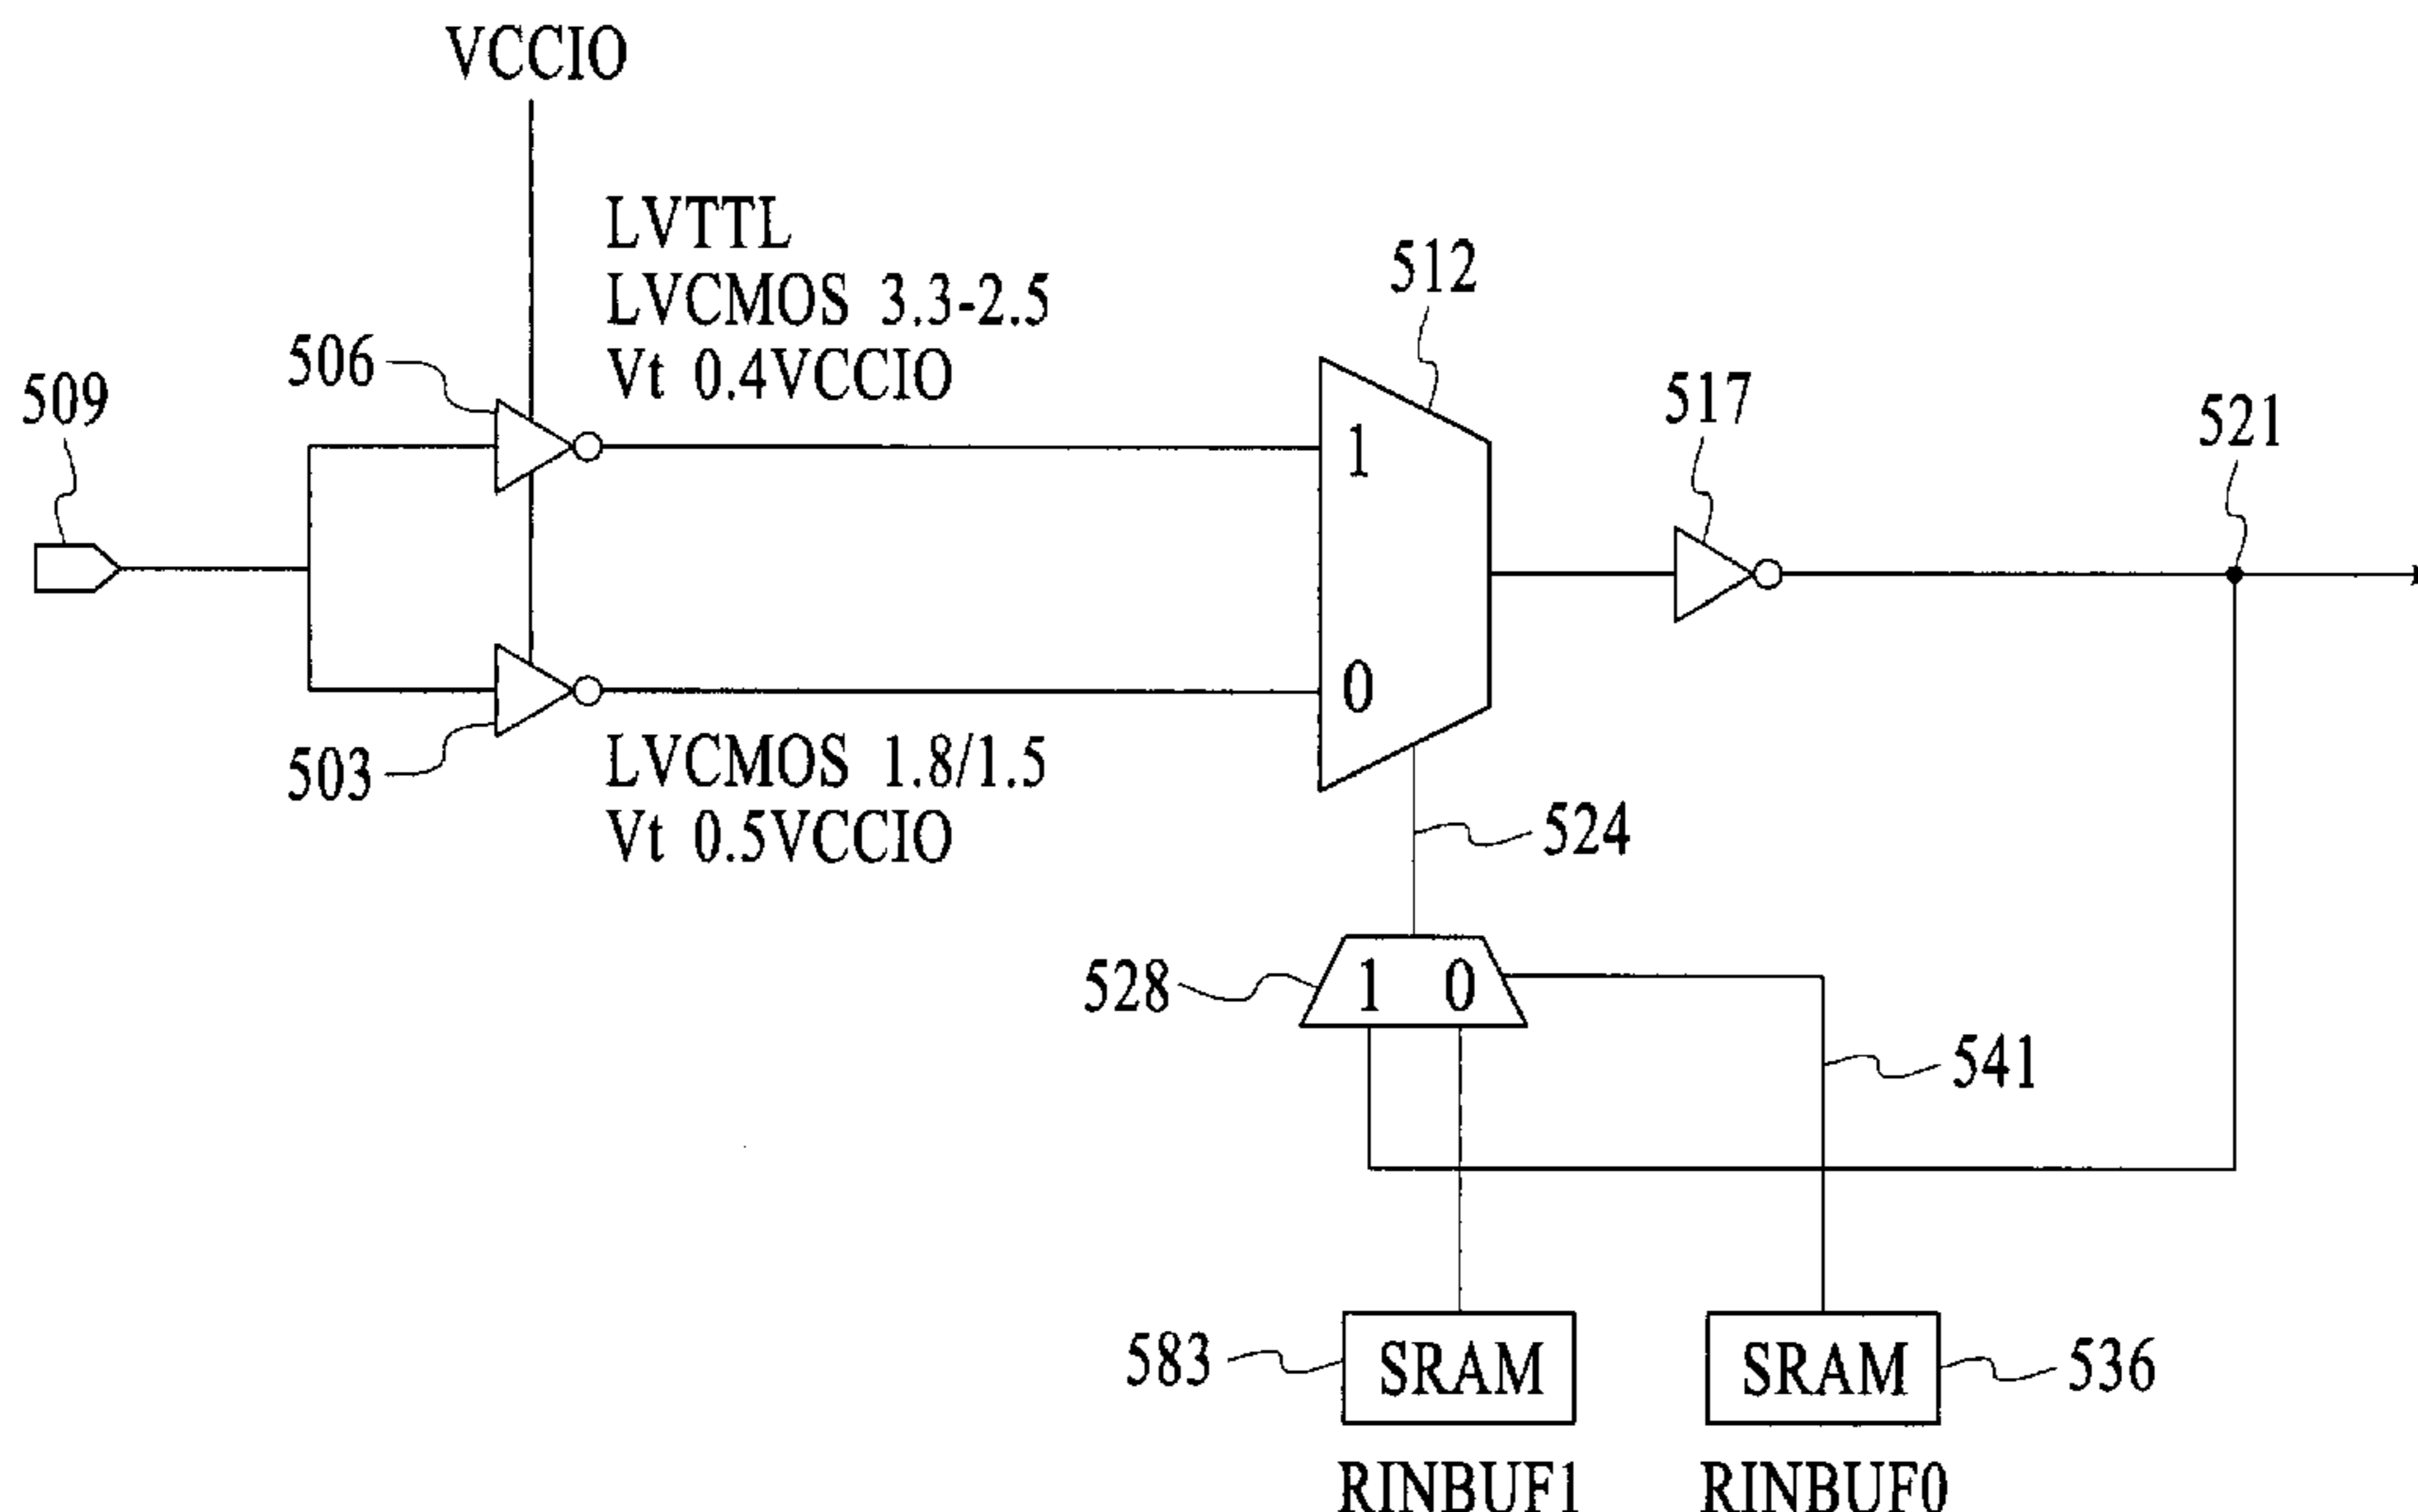 VCCIO
LVTTL
LVCMOS 3.3-2.5
Vt 0.4VCCIO
512
506
509
517
521
1
0
503
LVCMOS 1.8/1.5
Vt 0.5VCCIO
524
528
1 0
541
583
SRAM
SRAM
536
RINBUF1
RINBUF0